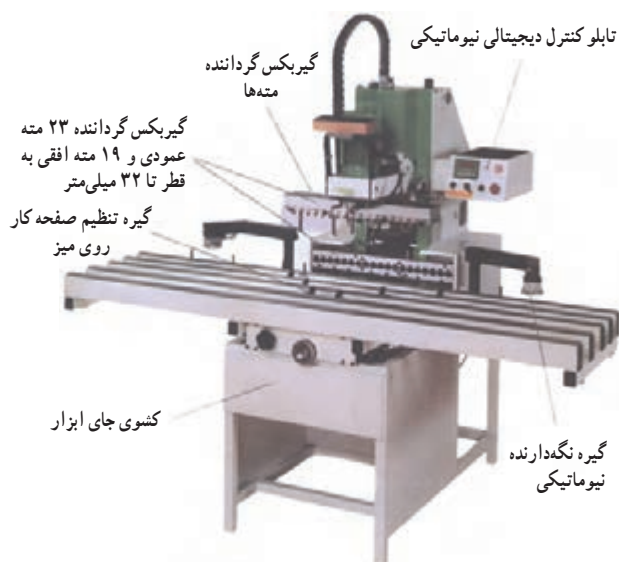 تابلو کنترل دیجیتالی نیوماتیکی
گیربکس گرداننده
مته‌ها
گیربکس گرداننده ۲۳ مته
عمودی و ۱۹ مته افقی به
قطر تا ۳۲ میلی‌متر
گیره تنظیم صفحه کار
روی میز
کشوی جای ابزار
گیره نگه‌دارنده
نیوماتیکی